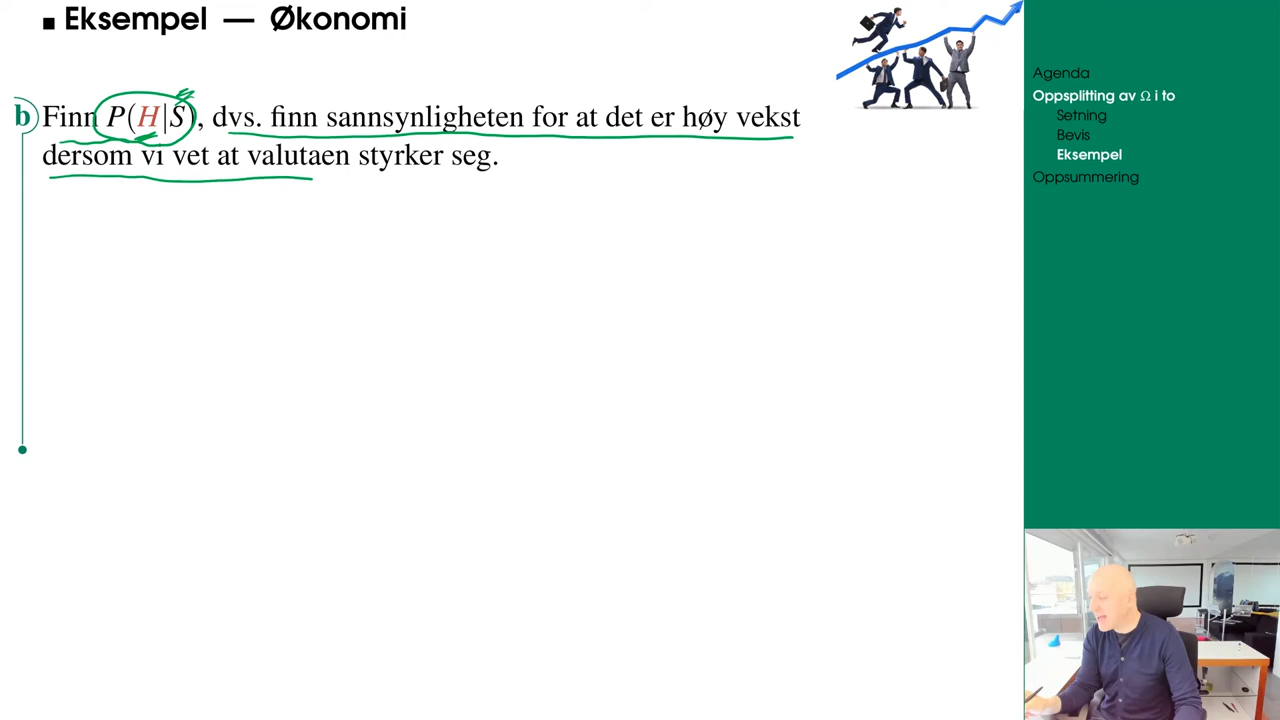 Eksempel — Økonomi
b Finn P(H|S), dvs. finn sannsynligheten for at det er høy vekst
dersom vi vet at valutaen styrker seg.
Agenda
Oppsplitting av Ω i to
Setning
Bevis
Eksempel
Oppsummering